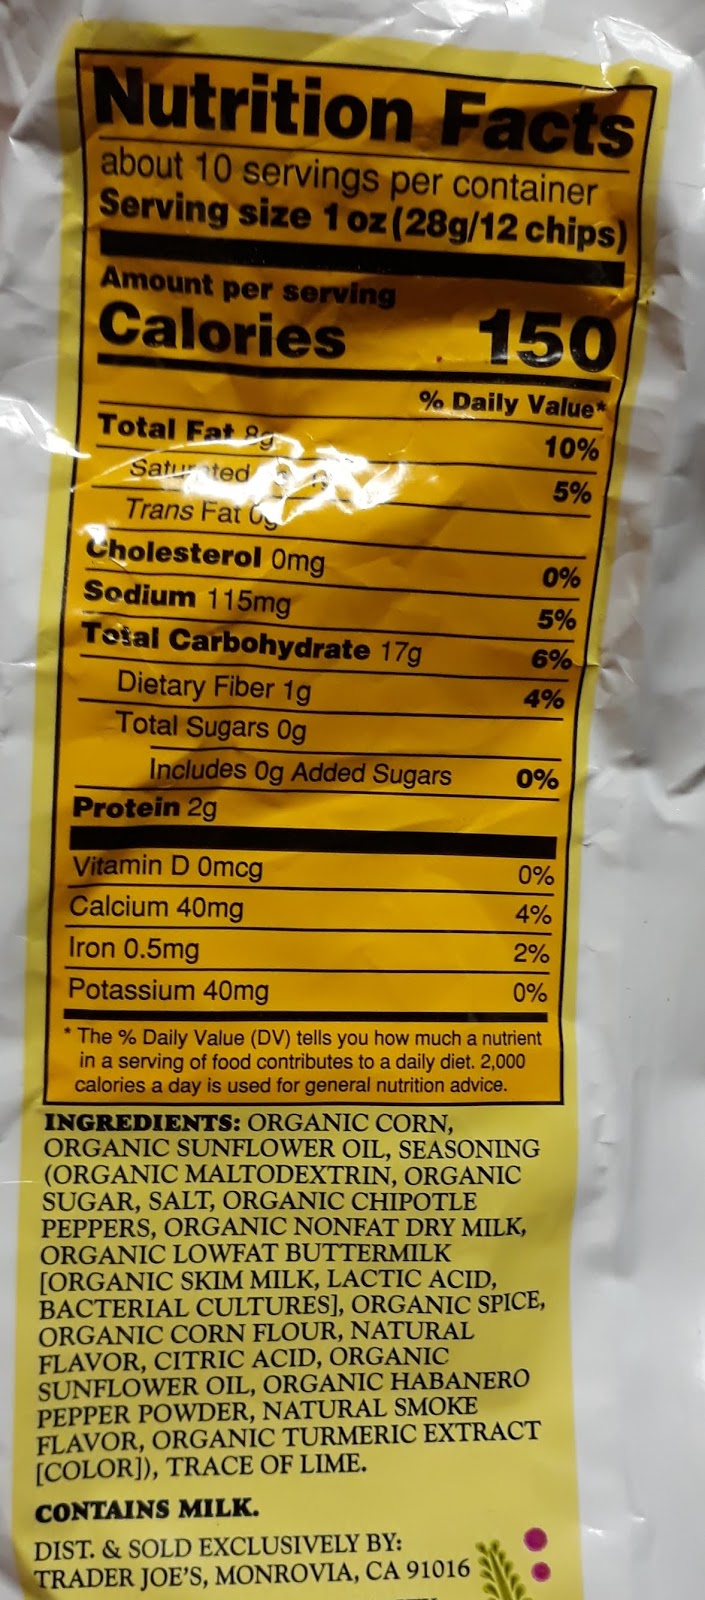 Nutrition Facts
about 10 servings per container
Serving size 1 oz (28g/12 chips)
Amount per serving
Calories 150
% Daily Value*
Total Fat 8g 10%
Saturated 5%
Trans Fat 0g
Cholesterol 0mg 0%
Sodium 115mg 5%
Total Carbohydrate 17g 6%
Dietary Fiber 1g 4%
Total Sugars 0g
Includes 0g Added Sugars 0%
Protein 2g
Vitamin D 0mcg 0%
Calcium 40mg 4%
Iron 0.5mg 2%
Potassium 40mg 0%
* The % Daily Value (DV) tells you how much a nutrient
in a serving of food contributes to a daily diet. 2,000
calories a day is used for general nutrition advice.
INGREDIENTS: ORGANIC CORN,
ORGANIC SUNFLOWER OIL, SEASONING
(ORGANIC MALTODEXTRIN, ORGANIC
SUGAR, SALT, ORGANIC CHIPOTLE
PEPPERS, ORGANIC NONFAT DRY MILK,
ORGANIC LOWFAT BUTTERMILK
[ORGANIC SKIM MILK, LACTIC ACID,
BACTERIAL CULTURES], ORGANIC SPICE,
ORGANIC CORN FLOUR, NATURAL
FLAVOR, CITRIC ACID, ORGANIC
SUNFLOWER OIL, ORGANIC HABANERO
PEPPER POWDER, NATURAL SMOKE
FLAVOR, ORGANIC TURMERIC EXTRACT
[COLOR]), TRACE OF LIME.
CONTAINS MILK.
DIST. & SOLD EXCLUSIVELY BY:
TRADER JOE'S, MONROVIA, CA 91016